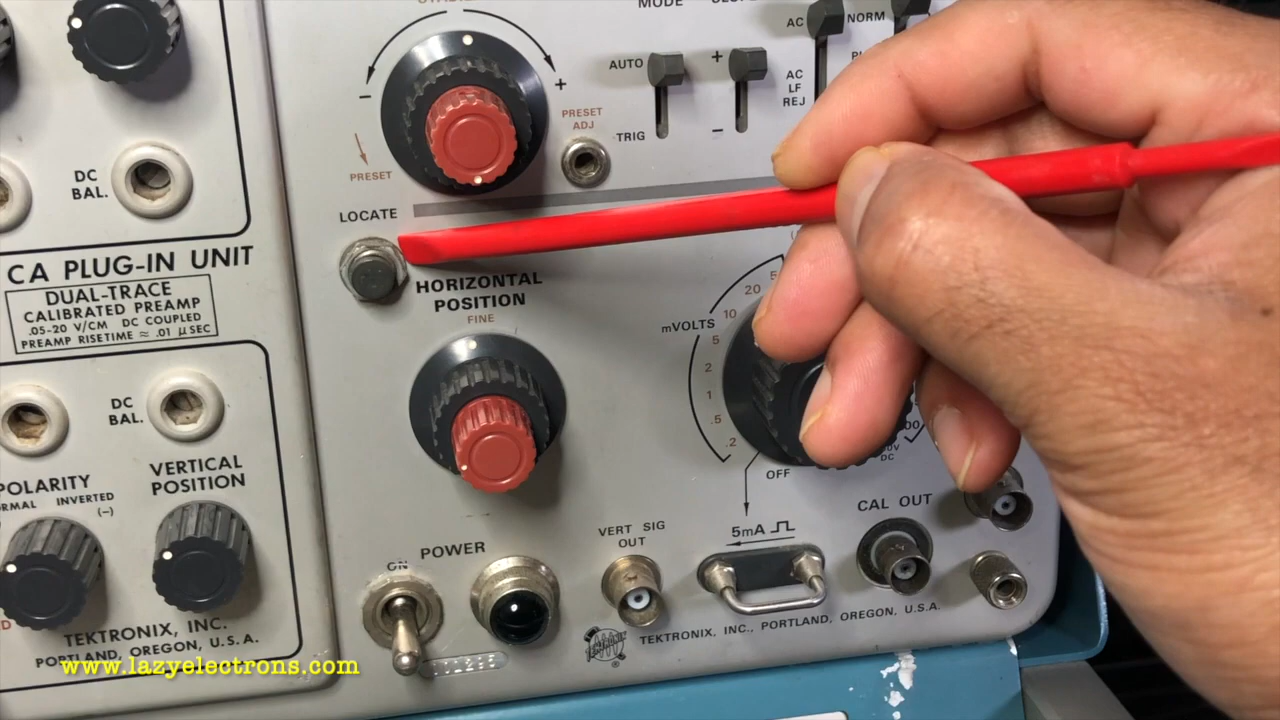 MODE
AC
NORM
AUTO
+
-
+
AC
LF
REJ
PRESET
ADJ
TRIG
-
PRESET
DC
BAL.
LOCATE
CA PLUG-IN UNIT
DUAL-TRACE
CALIBRATED PREAMP
.05-20 V/CM DC COUPLED
PREAMP RISETIME ≈ .01 µSEC
HORIZONTAL
POSITION
FINE
mVOLTS
5
20
10
5
2
1
.5
.2
OFF
DC
DC
BAL.
POLARITY
INVERTED
(-)
VERTICAL
POSITION
POWER
ON
VERT SIG
OUT
5mA
CAL OUT
TEKTRONIX, INC.
PORTLAND, OREGON, U.S.A.
TEKTRONIX, INC., PORTLAND, OREGON, U.S.A.
www.lazyelectrons.com